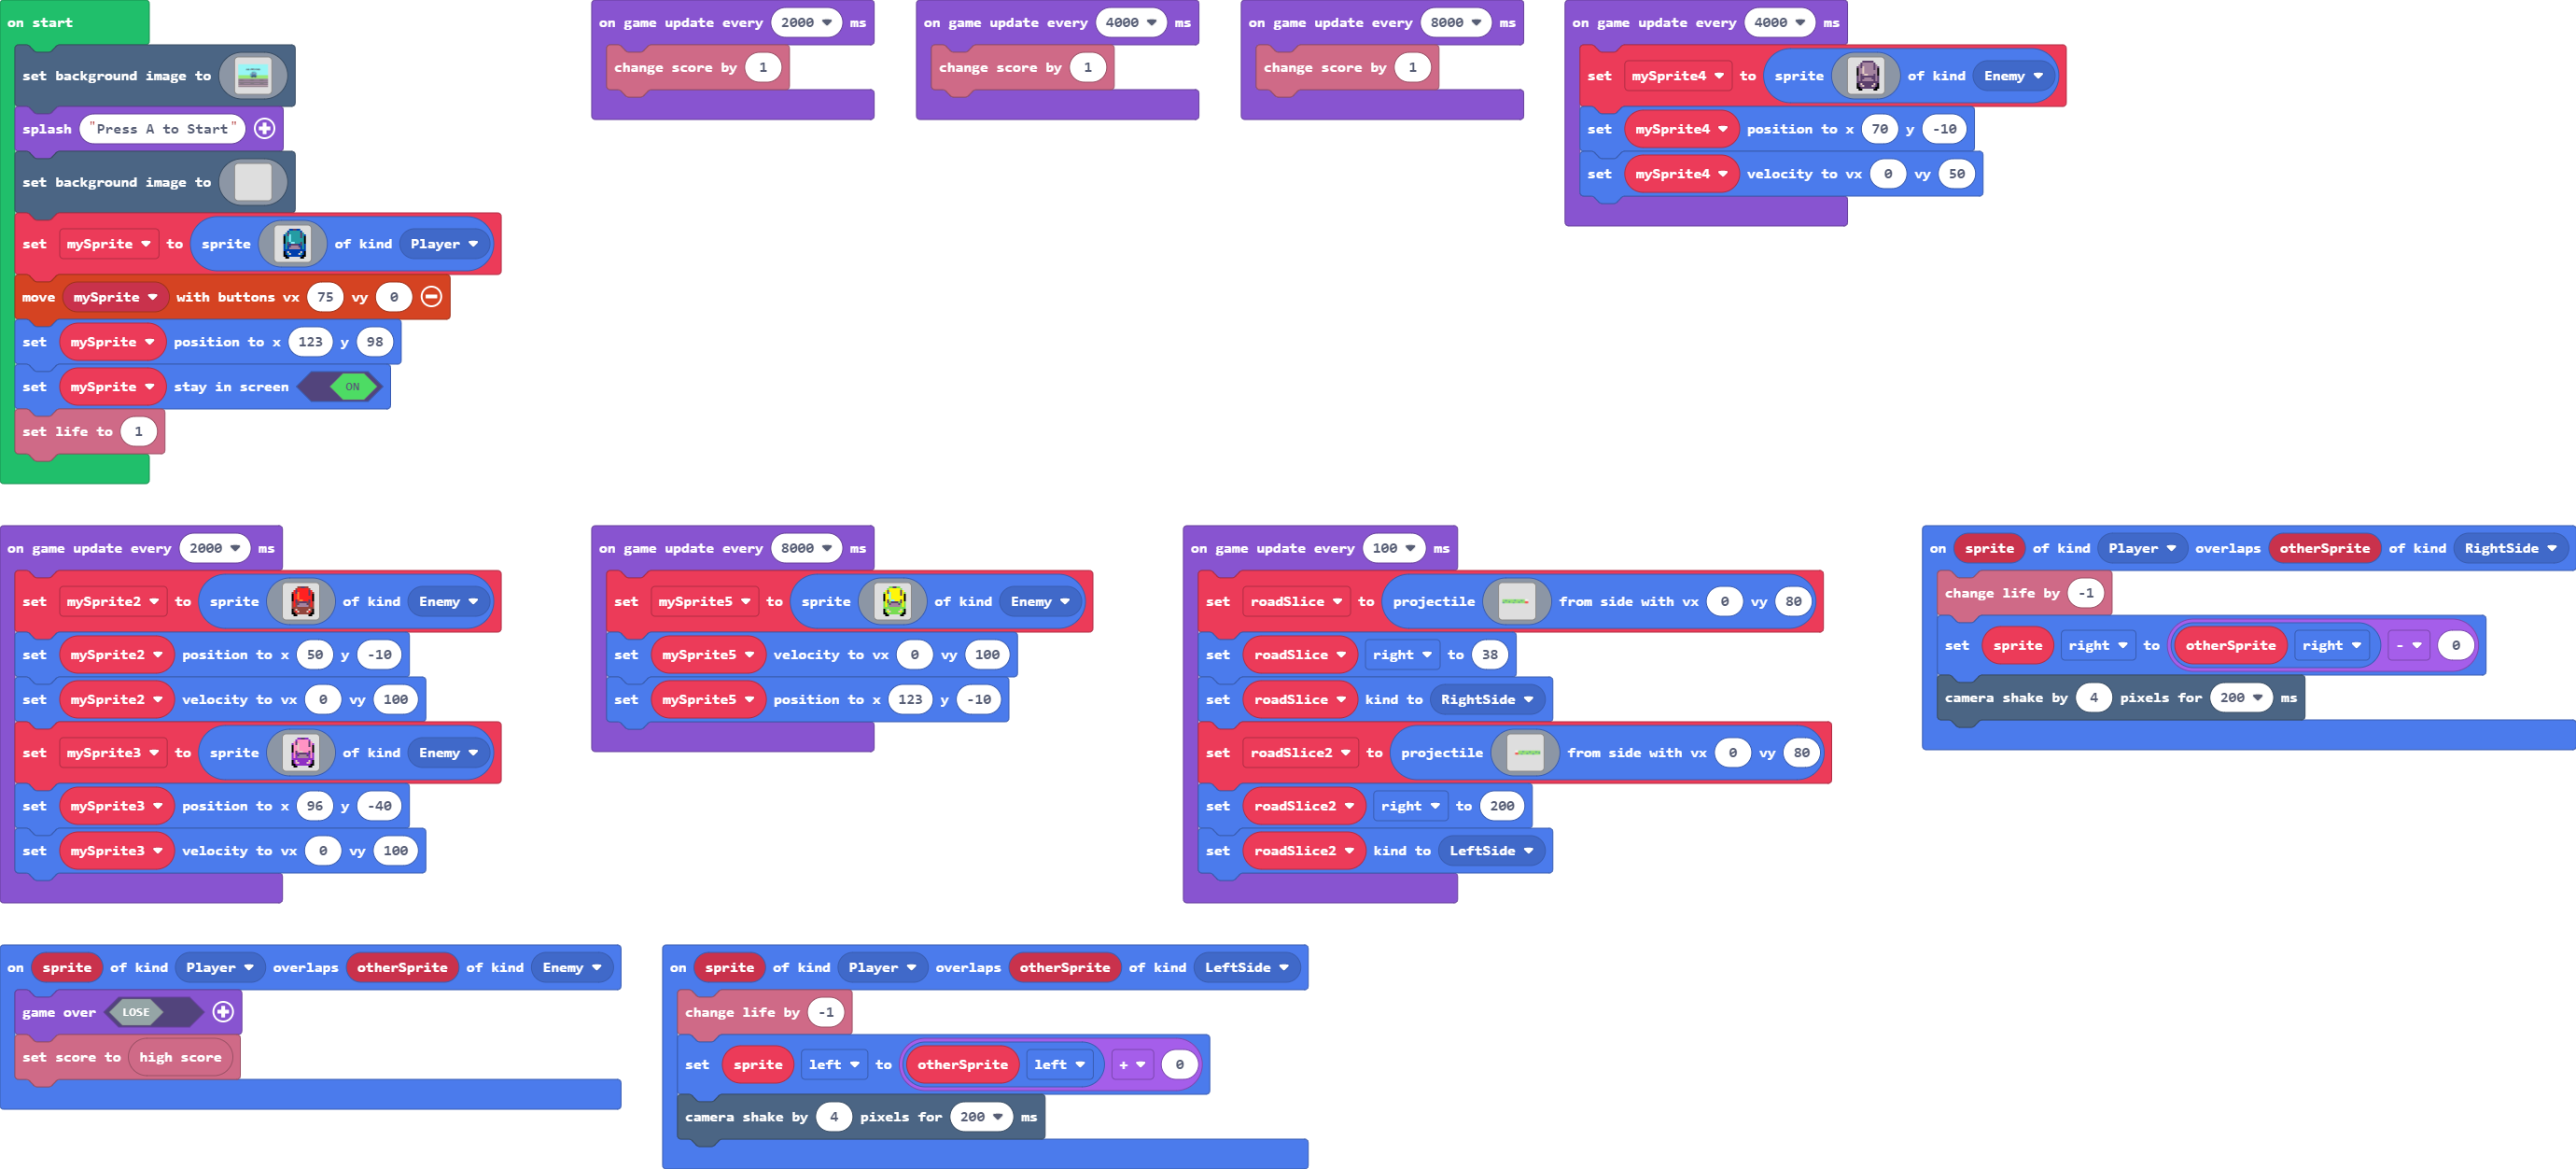 on start
set background image to
splash "Press A to Start"
set background image to
set mySprite to sprite of kind Player
move mySprite with buttons vx 75 vy 0
set mySprite position to x 123 y 98
set mySprite stay in screen ON
set life to 1
on game update every 2000 ms
change score by 1
on game update every 4000 ms
change score by 1
on game update every 8000 ms
change score by 1
on game update every 4000 ms
set mySprite4 to sprite of kind Enemy
set mySprite4 position to x 70 y -10
set mySprite4 velocity to vx 0 vy 50
on game update every 2000 ms
set mySprite2 to sprite of kind Enemy
set mySprite2 position to x 50 y -10
set mySprite2 velocity to vx 0 vy 100
set mySprite3 to sprite of kind Enemy
set mySprite3 position to x 96 y -40
set mySprite3 velocity to vx 0 vy 100
on game update every 8000 ms
set mySprite5 to sprite of kind Enemy
set mySprite5 velocity to vx 0 vy 100
set mySprite5 position to x 123 y -10
on game update every 100 ms
set roadSlice to projectile from side with vx 0 vy 80
set roadSlice right to 38
set roadSlice kind to RightSide
set roadSlice2 to projectile from side with vx 0 vy 80
set roadSlice2 right to 200
set roadSlice2 kind to LeftSide
on sprite of kind Player overlaps otherSprite of kind RightSide
change life by -1
set sprite right to otherSprite right - 0
camera shake by 4 pixels for 200 ms
on sprite of kind Player overlaps otherSprite of kind Enemy
game over LOSE
set score to high score
on sprite of kind Player overlaps otherSprite of kind LeftSide
change life by -1
set sprite left to otherSprite left + 0
camera shake by 4 pixels for 200 ms